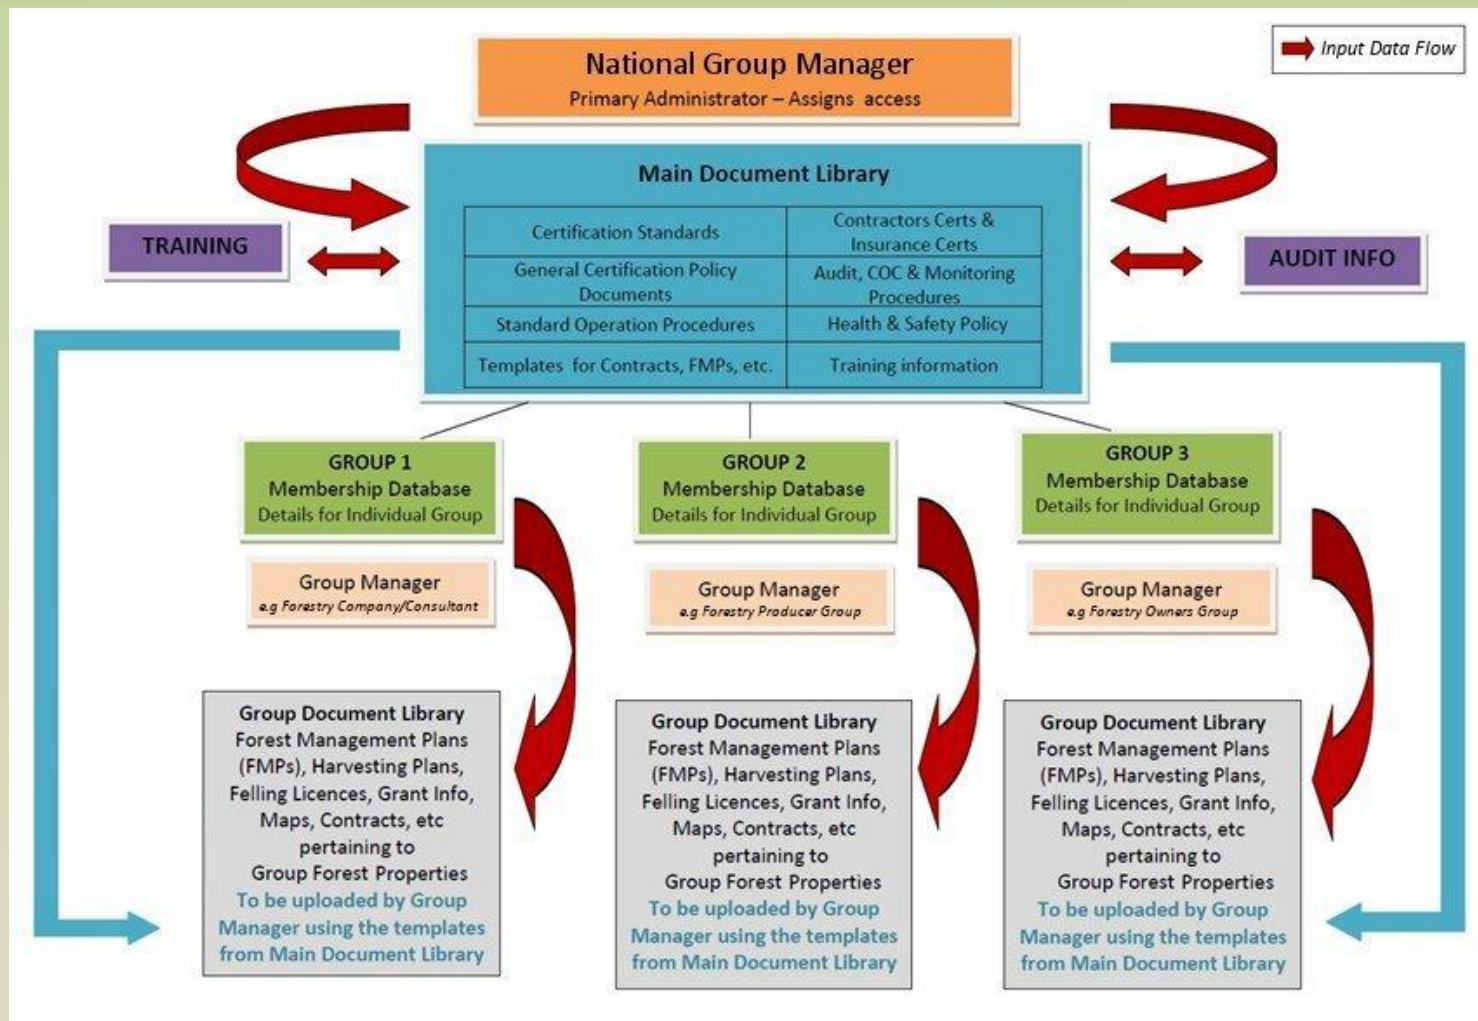 National Group Manager
Primary Administrator – Assigns access
Input Data Flow
Main Document Library
Certification Standards
Contractors Certs &
Insurance Certs
General Certification Policy
Documents
Audit, COC & Monitoring
Procedures
Standard Operation Procedures
Health & Safety Policy
Templates for Contracts, FMPs, etc.
Training information
TRAINING
AUDIT INFO
GROUP 1
Membership Database
Details for Individual Group
GROUP 2
Membership Database
Details for Individual Group
GROUP 3
Membership Database
Details for Individual Group
Group Manager
e.g Forestry Company/Consultant
Group Manager
e.g Forestry Producer Group
Group Manager
e.g Forestry Owners Group
Group Document Library
Forest Management Plans
(FMPs), Harvesting Plans,
Felling Licences, Grant Info,
Maps, Contracts, etc
pertaining to
Group Forest Properties
To be uploaded by Group
Manager using the templates
from Main Document Library
Group Document Library
Forest Management Plans
(FMPs), Harvesting Plans,
Felling Licences, Grant Info,
Maps, Contracts, etc
pertaining to
Group Forest Properties
To be uploaded by Group
Manager using the templates
from Main Document Library
Group Document Library
Forest Management Plans
(FMPs), Harvesting Plans,
Felling Licences, Grant Info,
Maps, Contracts, etc
pertaining to
Group Forest Properties
To be uploaded by Group
Manager using the templates
from Main Document Library